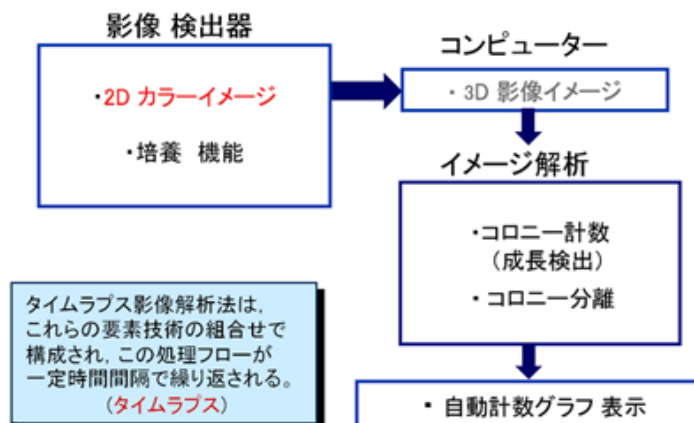 影像 検出器
・2D カラーイメージ
・培養 機能
コンピューター
・3D 影像イメージ
イメージ解析
・コロニー計数
(成長検出)
・コロニー分離
タイムラプス影像解析法は,
これらの要素技術の組合せで
構成され, この処理フローが
一定時間間隔で繰り返される。
(タイムラプス)
・自動計数グラフ 表示